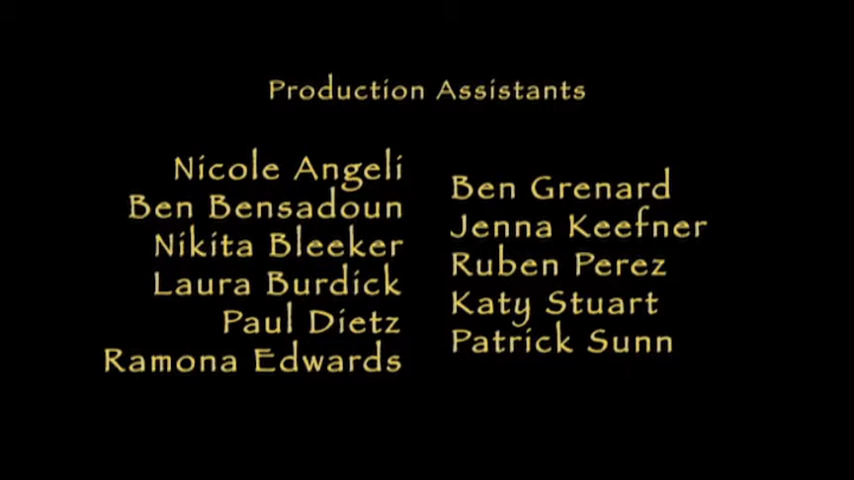 Production Assistants
Nicole Angeli
Ben Bensadoun
Nikita Bleeker
Laura Burdick
Paul Dietz
Ramona Edwards
Ben Grenard
Jenna Keefner
Ruben Perez
Katy Stuart
Patrick Sunn